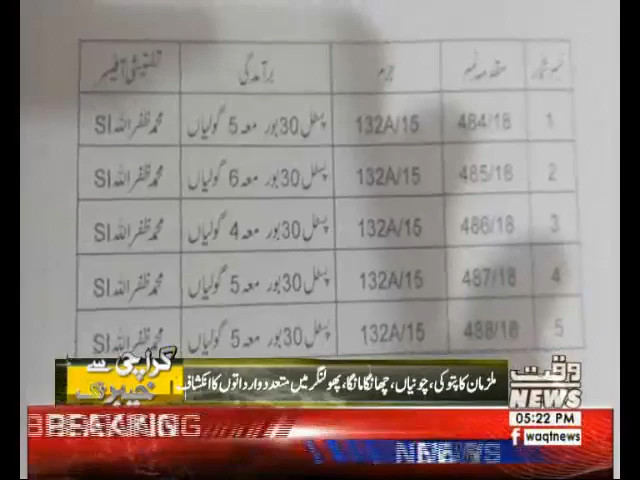 نمبر شمار مقدمہ نمبر جرم برآمدگی تفتیشی آفیسر
1 484/18 132A/15 پسٹل 30 بور معہ 5 گولیاں محمد ظفر اللہ SI
2 485/18 132A/15 پسٹل 30 بور معہ 6 گولیاں محمد ظفر اللہ SI
3 486/18 132A/15 پسٹل 30 بور معہ 4 گولیاں محمد ظفر اللہ SI
4 487/18 132A/15 پسٹل 30 بور معہ 5 گولیاں محمد ظفر اللہ SI
5 488/18 132A/15 پسٹل 30 بور معہ 5 گولیاں محمد ظفر اللہ SI
کراچی سے
ملزمان کا پتوکی، چونیاں، چھانگا مانگا، پھولنگر میں متعدد وارداتوں کا انکشاف
وقت
NEWS
05:22 PM
waqtnews
BREAKING
NEWS